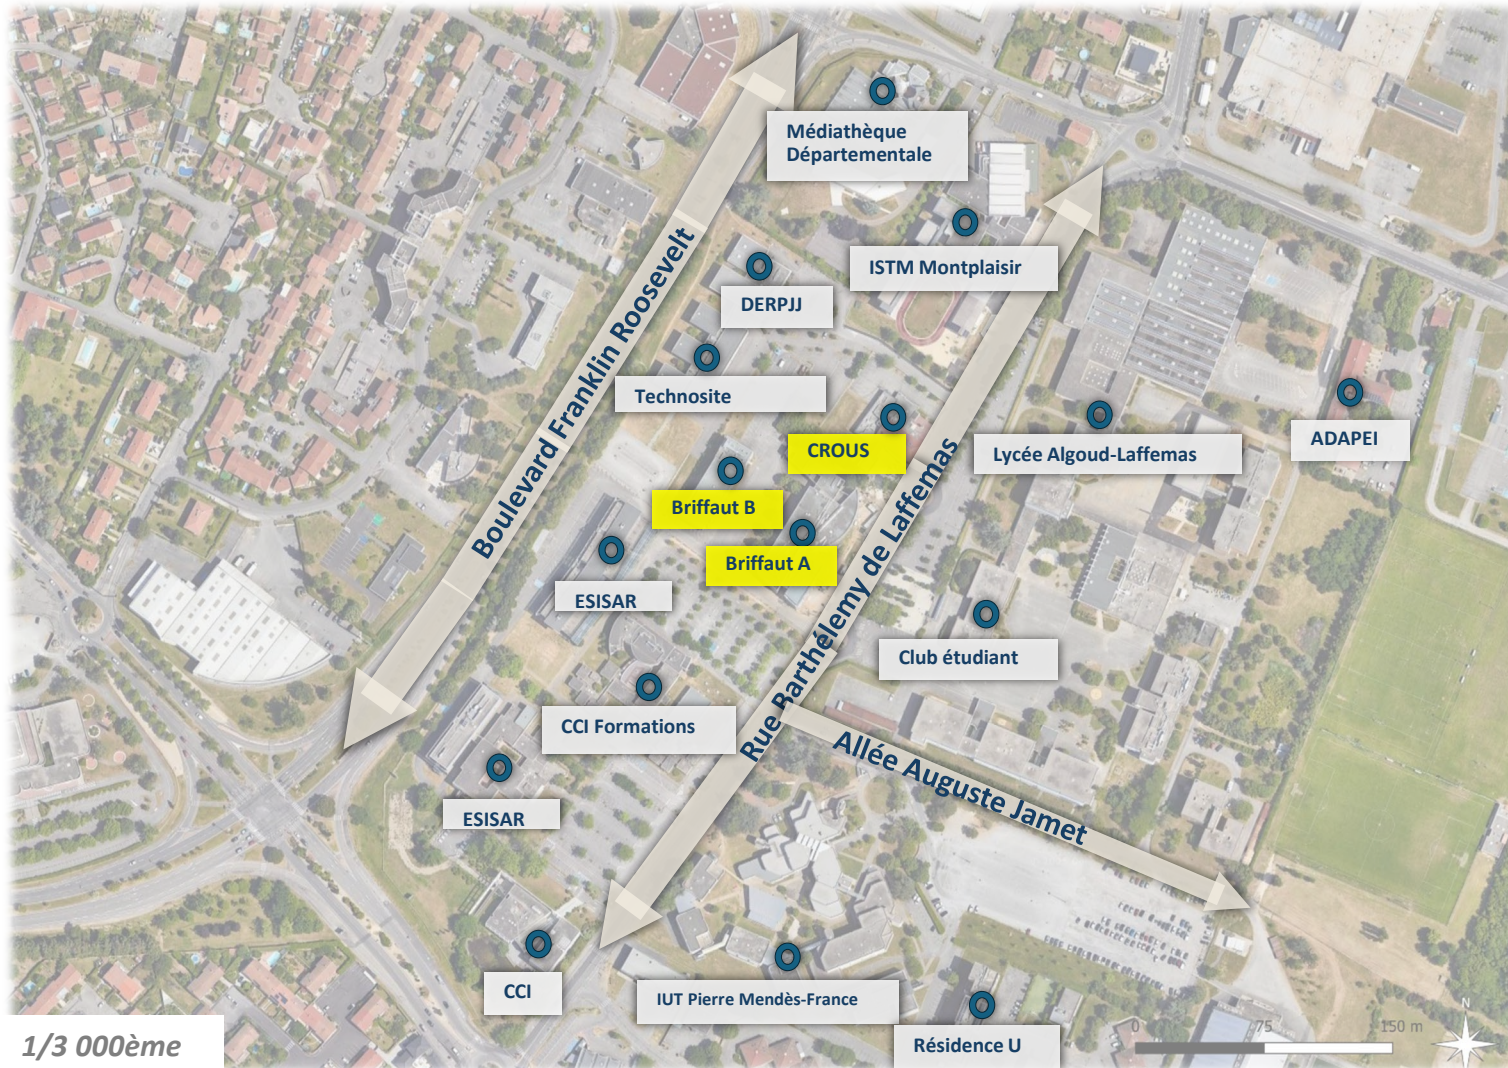 Médiathèque
Départementale
ISTM Montplaisir
DERPJJ
Boulevard Franklin Roosevelt
Technosite
CROUS
Lycée Algoud-Laffemas
ADAPEI
Briffaut B
Briffaut A
Rue Barthélemy de Laffemas
ESISAR
Club étudiant
CCI Formations
Allée Auguste Jamet
ESISAR
CCI
IUT Pierre Mendès-France
Résidence U
N
0 75 150 m
1/3 000ème